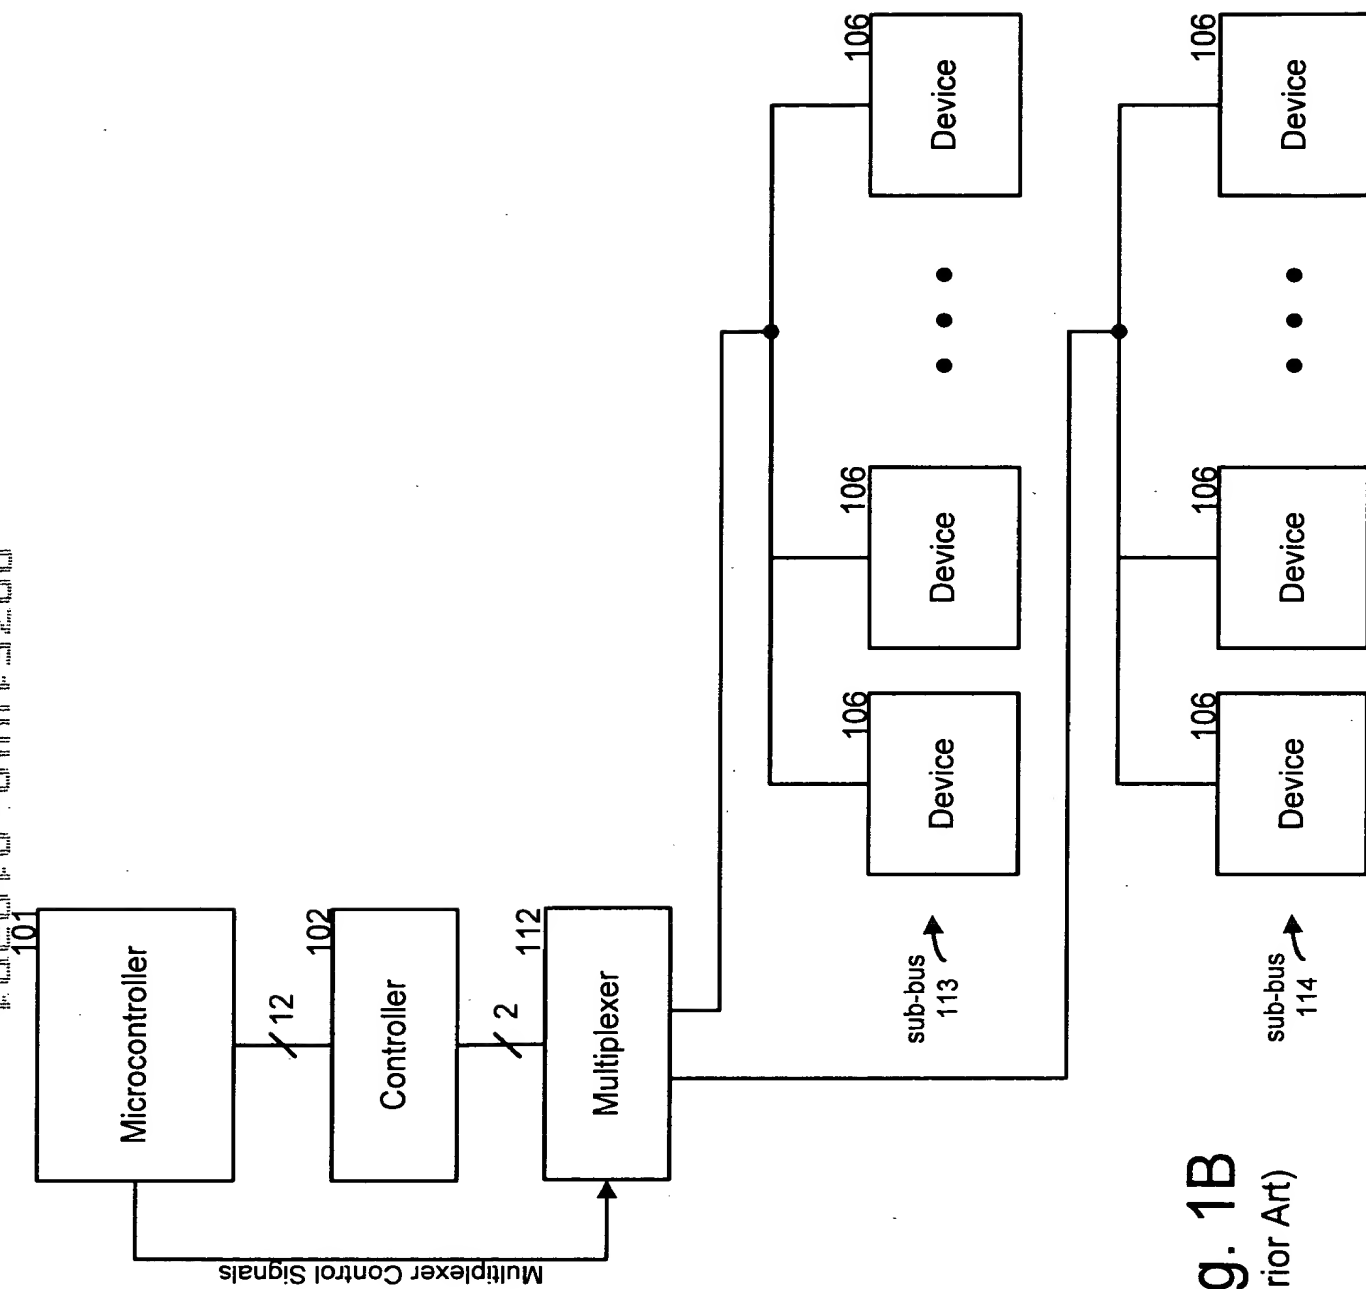 101
Microcontroller
12
102
Controller
2
112
Multiplexer
Multiplexer Control Signals
106
Device
106
Device
106
Device
sub-bus
113
106
Device
106
Device
106
Device
sub-bus
114
g. 1B
rior Art)